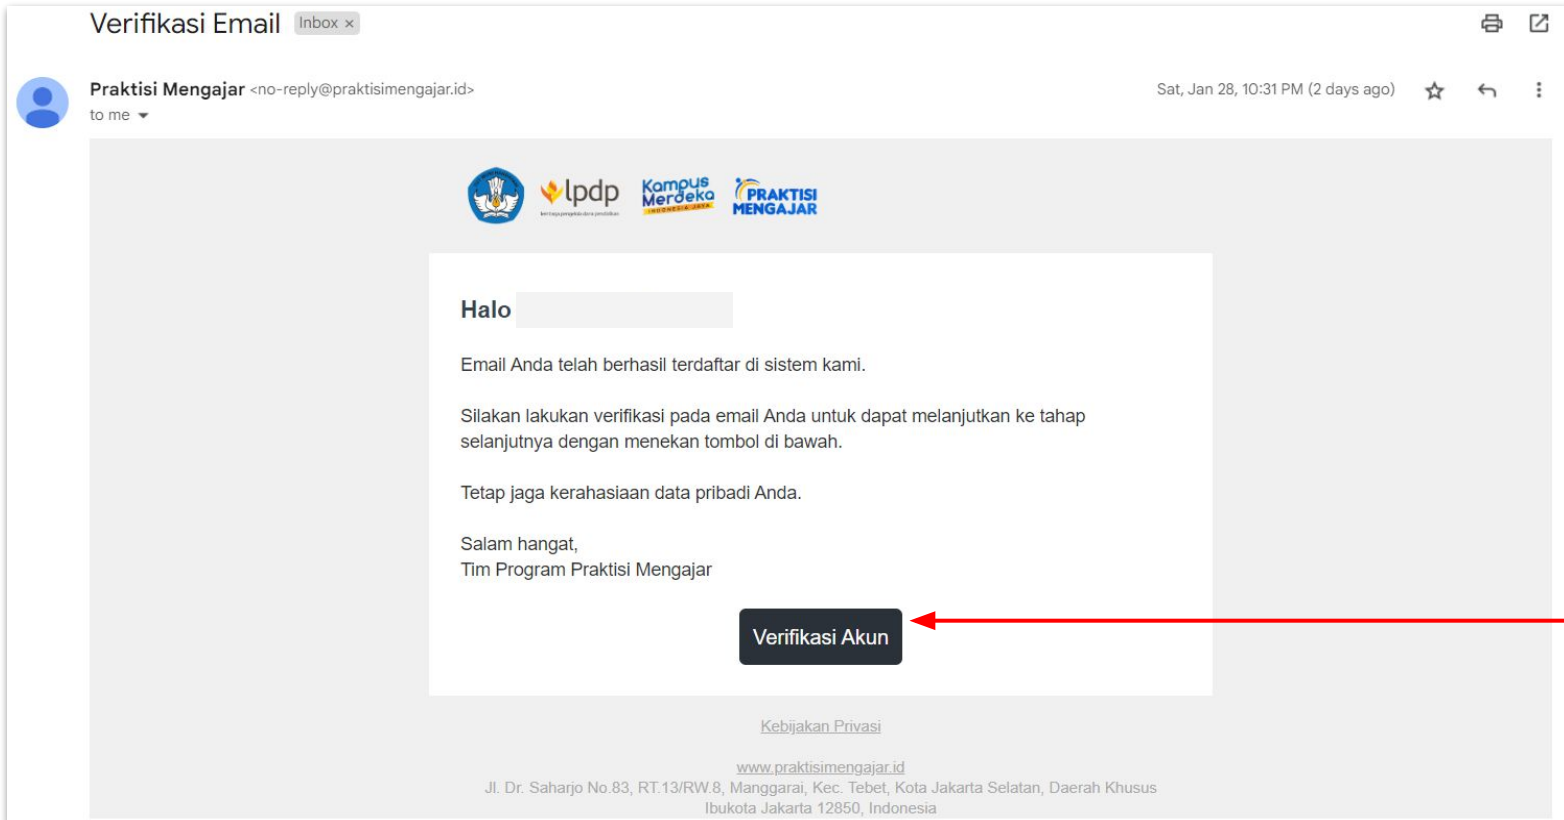 Verifikasi Email Inbox ×
Praktisi Mengajar <no-reply@praktisimengajar.id> Sat, Jan 28, 10:31 PM (2 days ago)
to me
lpdp Kampus Merdeka INDONESIA JAYA PRAKTISI MENGAJAR
Halo
Email Anda telah berhasil terdaftar di sistem kami.
Silakan lakukan verifikasi pada email Anda untuk dapat melanjutkan ke tahap
selanjutnya dengan menekan tombol di bawah.
Tetap jaga kerahasiaan data pribadi Anda.
Salam hangat,
Tim Program Praktisi Mengajar
Verifikasi Akun
Kebijakan Privasi
www.praktisimengajar.id
Jl. Dr. Saharjo No.83, RT.13/RW.8, Manggarai, Kec. Tebet, Kota Jakarta Selatan, Daerah Khusus
Ibukota Jakarta 12850, Indonesia